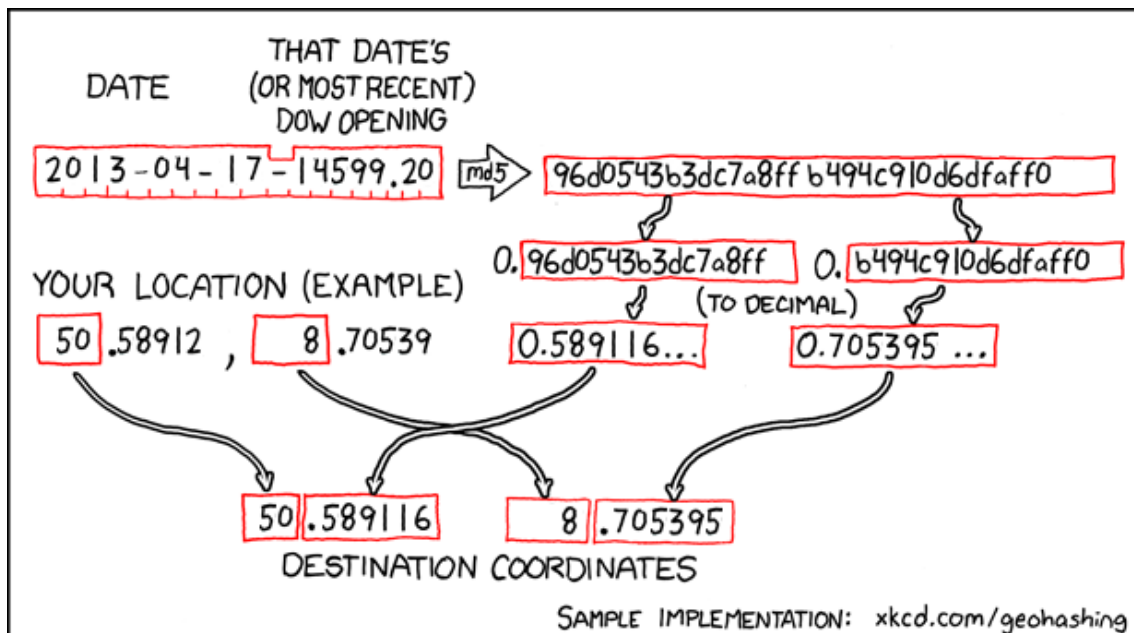 DATE
THAT DATE'S
(OR MOST RECENT)
DOW OPENING
2013-04-17-14599.20
md5
96d0543b3dc7a8ffb494c910d6dfaff0
0.96d0543b3dc7a8ff
0.b494c910d6dfaff0
YOUR LOCATION (EXAMPLE)
(TO DECIMAL)
50.58912, 8.70539
0.589116...
0.705395...
50.589116
8.705395
DESTINATION COORDINATES
SAMPLE IMPLEMENTATION: xkcd.com/geohashing